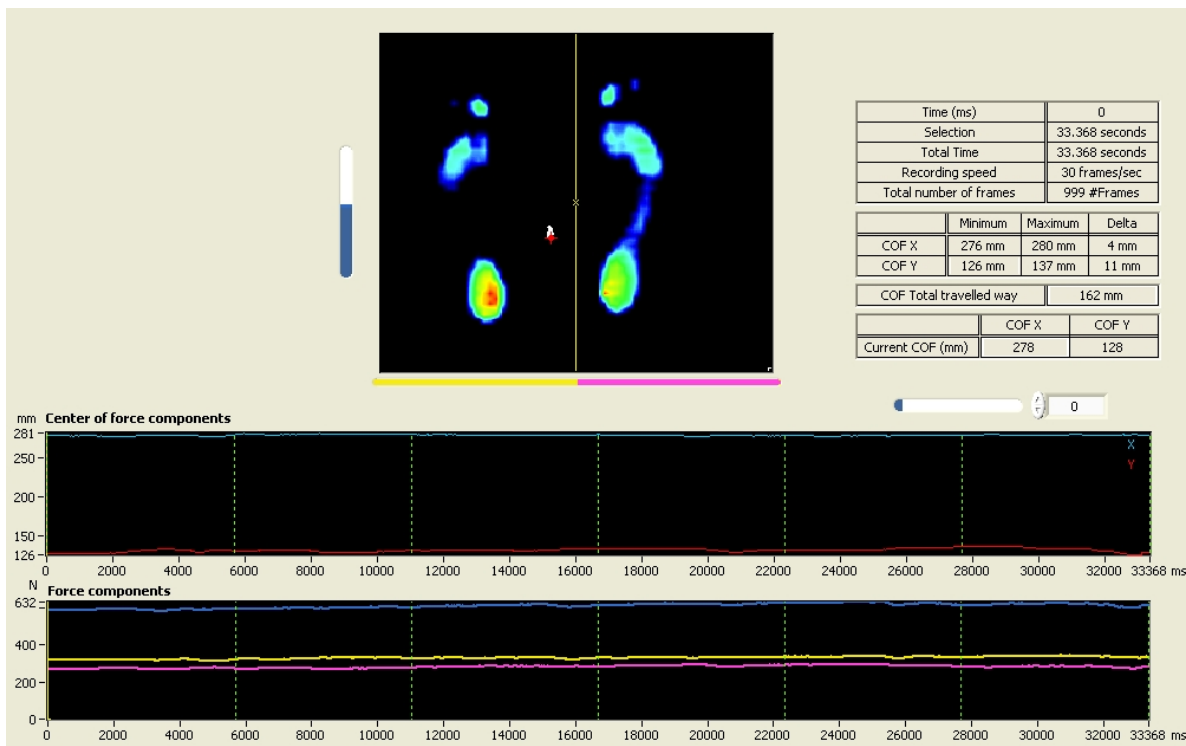 Time (ms) 0
Selection 33.368 seconds
Total Time 33.368 seconds
Recording speed 30 frames/sec
Total number of frames 999 #Frames
Minimum Maximum Delta
COF X 276 mm 280 mm 4 mm
COF Y 126 mm 137 mm 11 mm
COF Total travelled way 162 mm
COF X COF Y
Current COF (mm) 278 128
0
mm Center of force components
281
250
200
150
126
X
Y
0 2000 4000 6000 8000 10000 12000 14000 16000 18000 20000 22000 24000 26000 28000 30000 32000 33368 ms
N Force components
632
400
200
0
0 2000 4000 6000 8000 10000 12000 14000 16000 18000 20000 22000 24000 26000 28000 30000 32000 33368 ms